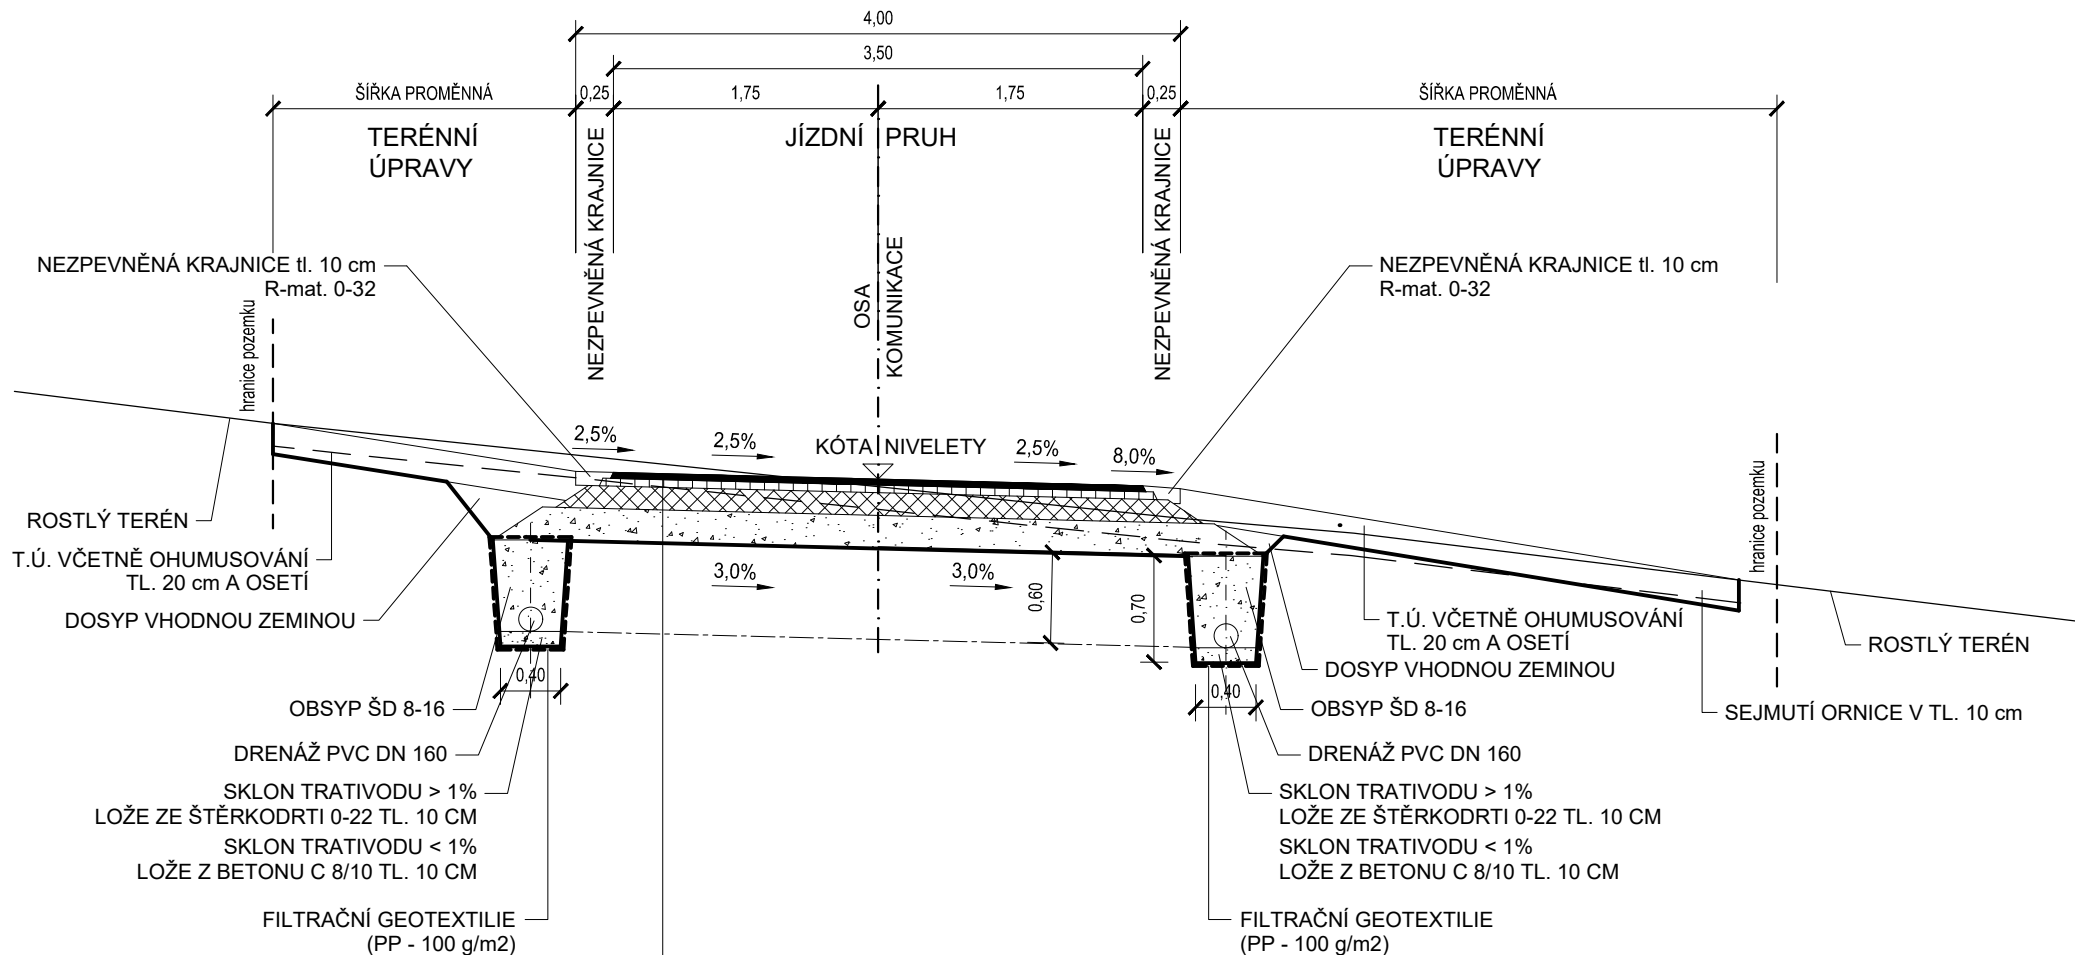 4,00
3,50
ŠÍŘKA PROMĚNNÁ
0,25
1,75
1,75
0,25
ŠÍŘKA PROMĚNNÁ
TERÉNNÍ
ÚPRAVY
NEZPEVNĚNÁ KRAJNICE
JÍZDNÍ PRUH
NEZPEVNĚNÁ KRAJNICE
TERÉNNÍ
ÚPRAVY
OSA
KOMUNIKACE
NEZPEVNĚNÁ KRAJNICE tl. 10 cm
R-mat. 0-32
NEZPEVNĚNÁ KRAJNICE tl. 10 cm
R-mat. 0-32
hranice pozemku
hranice pozemku
2,5%
2,5%
KÓTA NIVELETY
2,5%
8,0%
ROSTLÝ TERÉN
T.Ú. VČETNĚ OHUMUSOVÁNÍ
TL. 20 cm A OSETÍ
DOSYP VHODNOU ZEMINOU
3,0%
3,0%
0,60
0,70
T.Ú. VČETNĚ OHUMUSOVÁNÍ
TL. 20 cm A OSETÍ
ROSTLÝ TERÉN
DOSYP VHODNOU ZEMINOU
0,40
0,40
OBSYP ŠD 8-16
OBSYP ŠD 8-16
SEJMUTÍ ORNICE V TL. 10 cm
DRENÁŽ PVC DN 160
DRENÁŽ PVC DN 160
SKLON TRATIVODU > 1%
LOŽE ZE ŠTĚRKODRTI 0-22 TL. 10 CM
SKLON TRATIVODU < 1%
LOŽE Z BETONU C 8/10 TL. 10 CM
SKLON TRATIVODU > 1%
LOŽE ZE ŠTĚRKODRTI 0-22 TL. 10 CM
SKLON TRATIVODU < 1%
LOŽE Z BETONU C 8/10 TL. 10 CM
FILTRAČNÍ GEOTEXTILIE
(PP - 100 g/m2)
FILTRAČNÍ GEOTEXTILIE
(PP - 100 g/m2)